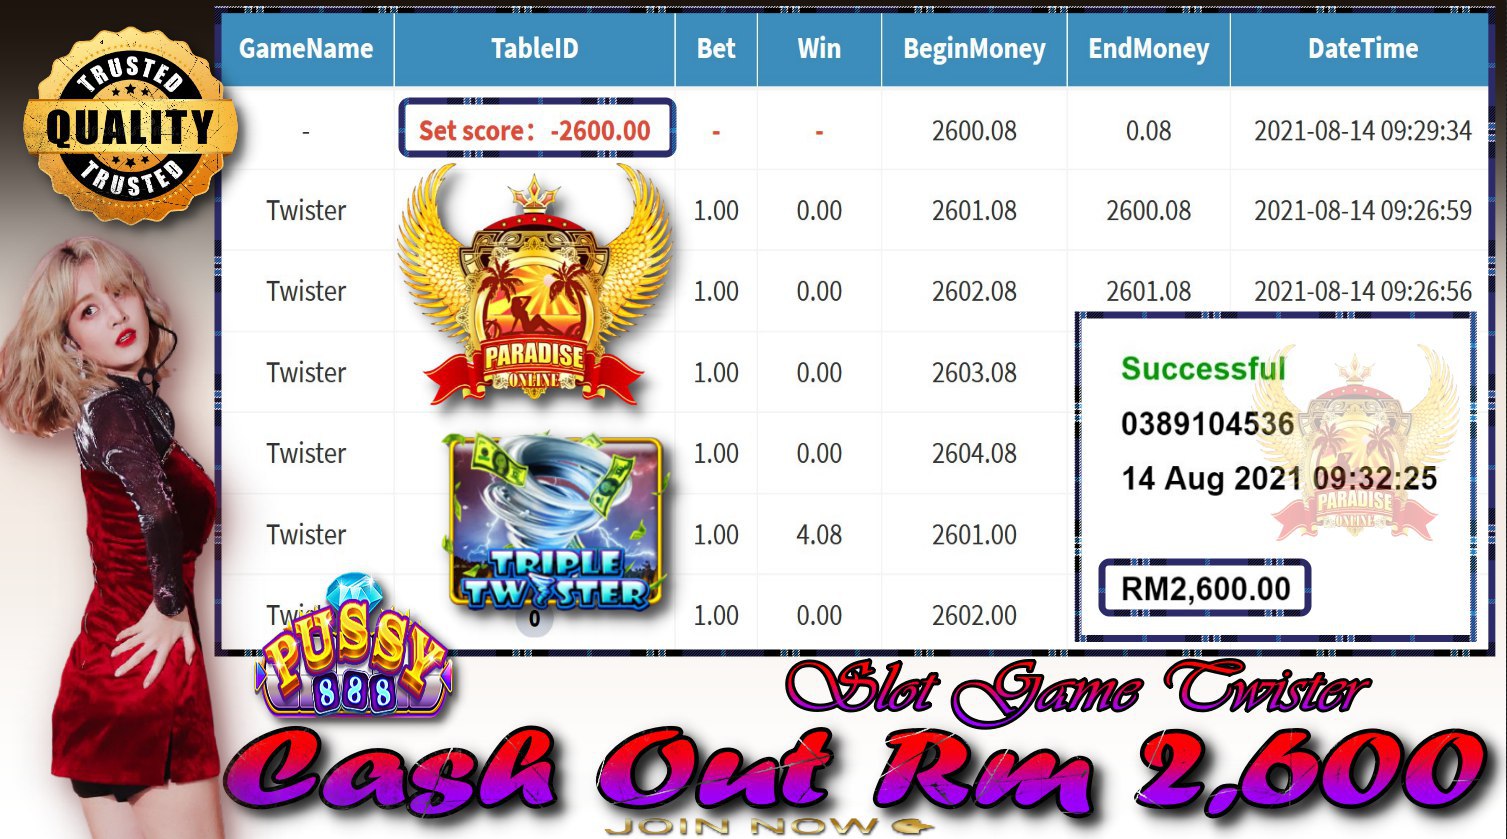 TRUSTED
QUALITY
TRUSTED
GameName TableID Bet Win BeginMoney EndMoney DateTime
- Set score: -2600.00 - - 2600.08 0.08 2021-08-14 09:29:34
Twister 1.00 0.00 2601.08 2600.08 2021-08-14 09:26:59
Twister 1.00 0.00 2602.08 2601.08 2021-08-14 09:26:56
Twister 1.00 0.00 2603.08
Twister 1.00 0.00 2604.08
Twister 1.00 4.08 2601.00
0 1.00 0.00 2602.00
PARADISE
ONLINE
TRIPLE
TWISTER
Successful
0389104536
14 Aug 2021 09:32:25
PARADISE
ONLINE
RM2,600.00
PUSSY
888
Slot Game Twister
Cash Out Rm 2,600
JOIN NOW